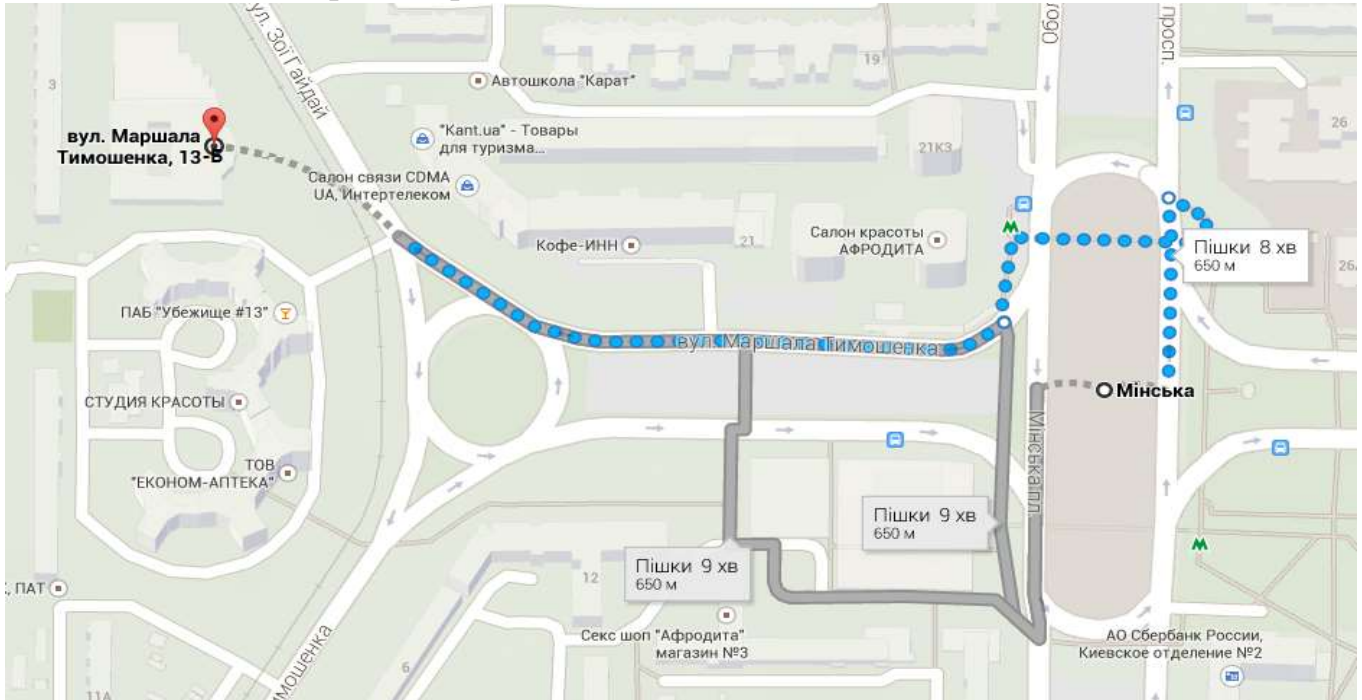 вул. Зої Гайдай
просп.
3
Автошкола "Карат"
19
вул. Маршала
Тимошенка, 13-Б
"Kant.ua" - Товары
для туризма...
21К3
26
Салон связи CDMA
UA, Интертелеком
Кофе-ИНН
21
Салон красоты
АФРОДИТА
Пішки 8 хв
650 м
ПАБ "Убежище #13"
вул. Маршала Тимошенка
СТУДИЯ КРАСОТЫ
Мінська
Мінська пл.
ТОВ
"ЕКОНОМ-АПТЕКА"
Пішки 9 хв
650 м
Пішки 9 хв
650 м
12
, ПАТ
Секс шоп "Афродита"
магазин №3
АО Сбербанк России,
Киевское отделение №2
6
11А